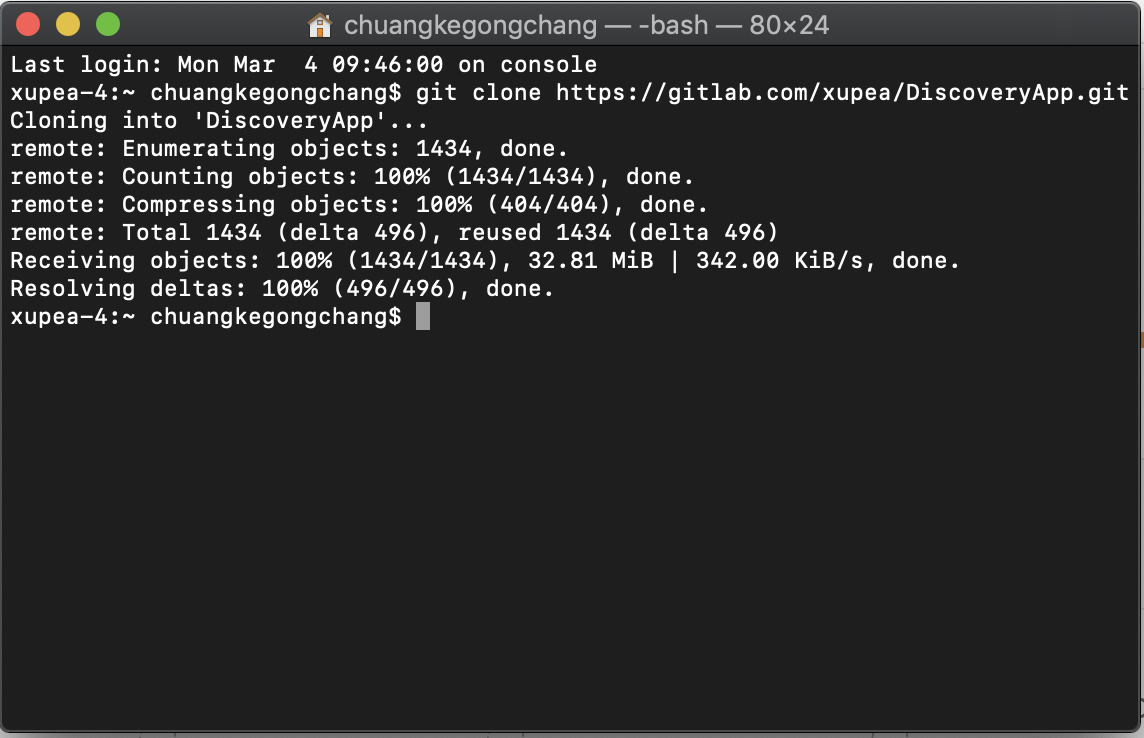 chuangkegongchang — -bash — 80×24
Last login: Mon Mar  4 09:46:00 on console
xupea-4:~ chuangkegongchang$ git clone https://gitlab.com/xupea/DiscoveryApp.git
Cloning into 'DiscoveryApp'...
remote: Enumerating objects: 1434, done.
remote: Counting objects: 100% (1434/1434), done.
remote: Compressing objects: 100% (404/404), done.
remote: Total 1434 (delta 496), reused 1434 (delta 496)
Receiving objects: 100% (1434/1434), 32.81 MiB | 342.00 KiB/s, done.
Resolving deltas: 100% (496/496), done.
xupea-4:~ chuangkegongchang$